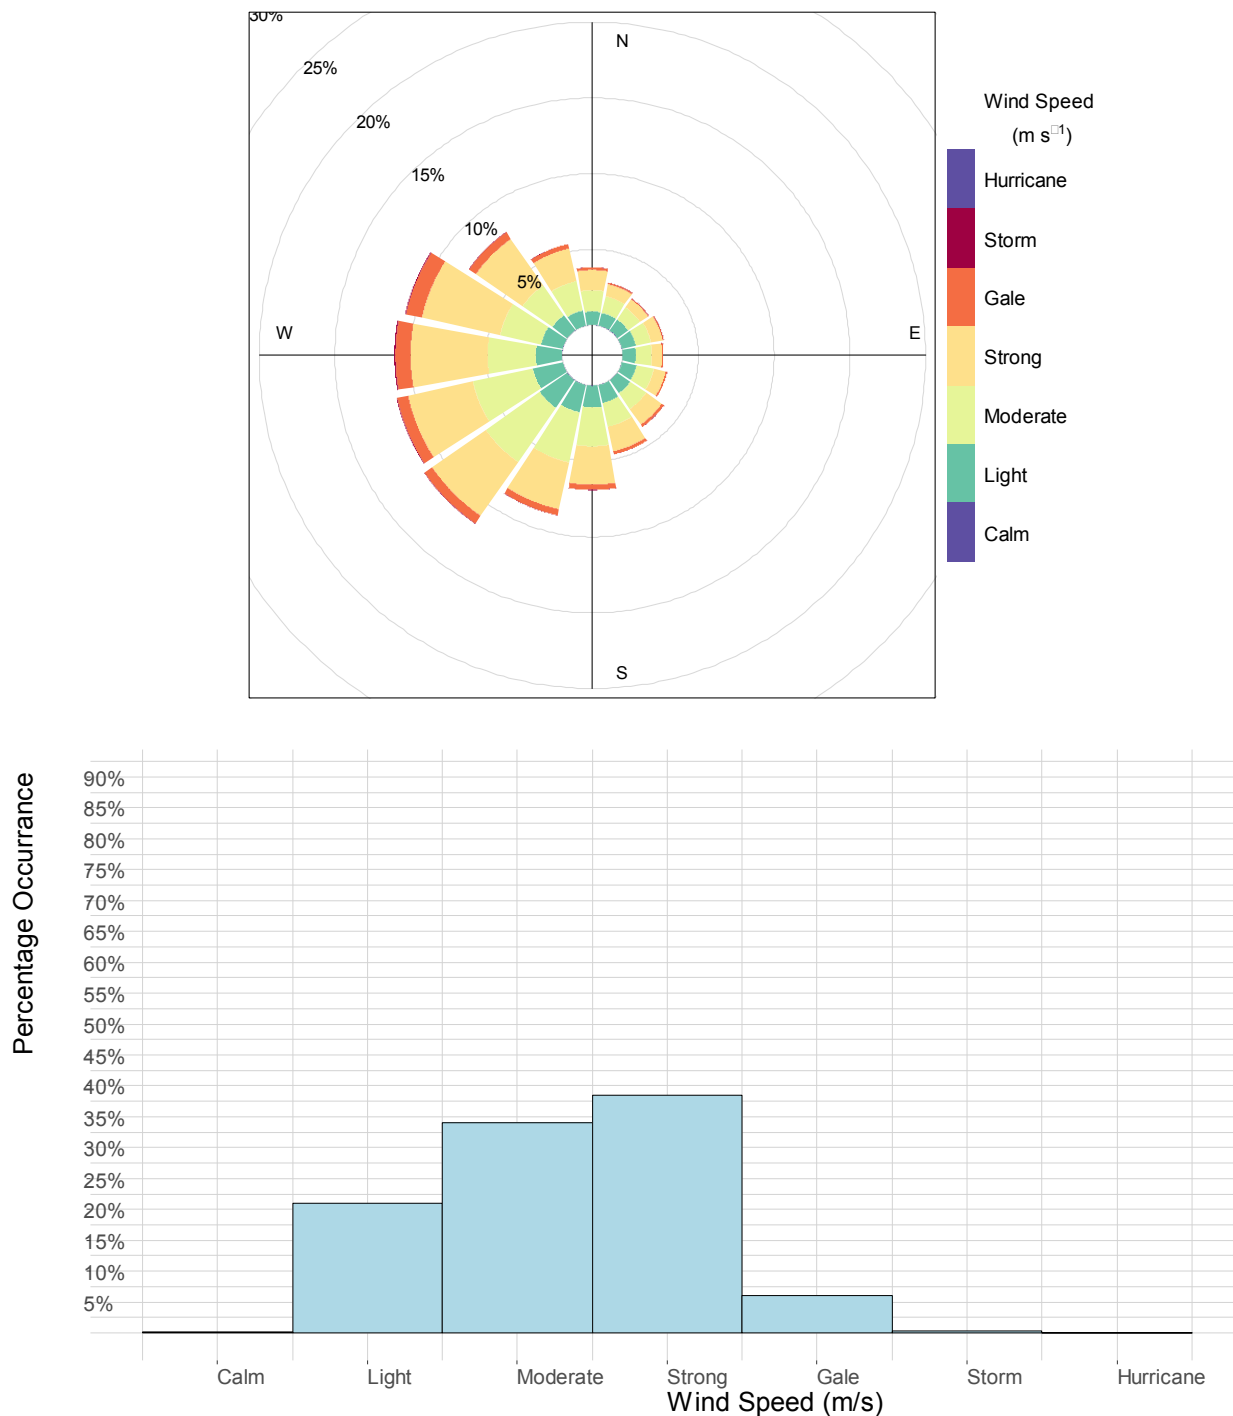 30%
25%
20%
15%
10%
5%
N
W
E
S
Wind Speed
(m s□1)
Hurricane
Storm
Gale
Strong
Moderate
Light
Calm
Percentage Occurrance
90%
85%
80%
75%
70%
65%
60%
55%
50%
45%
40%
35%
30%
25%
20%
15%
10%
5%
Calm Light Moderate Strong Gale Storm Hurricane
Wind Speed (m/s)